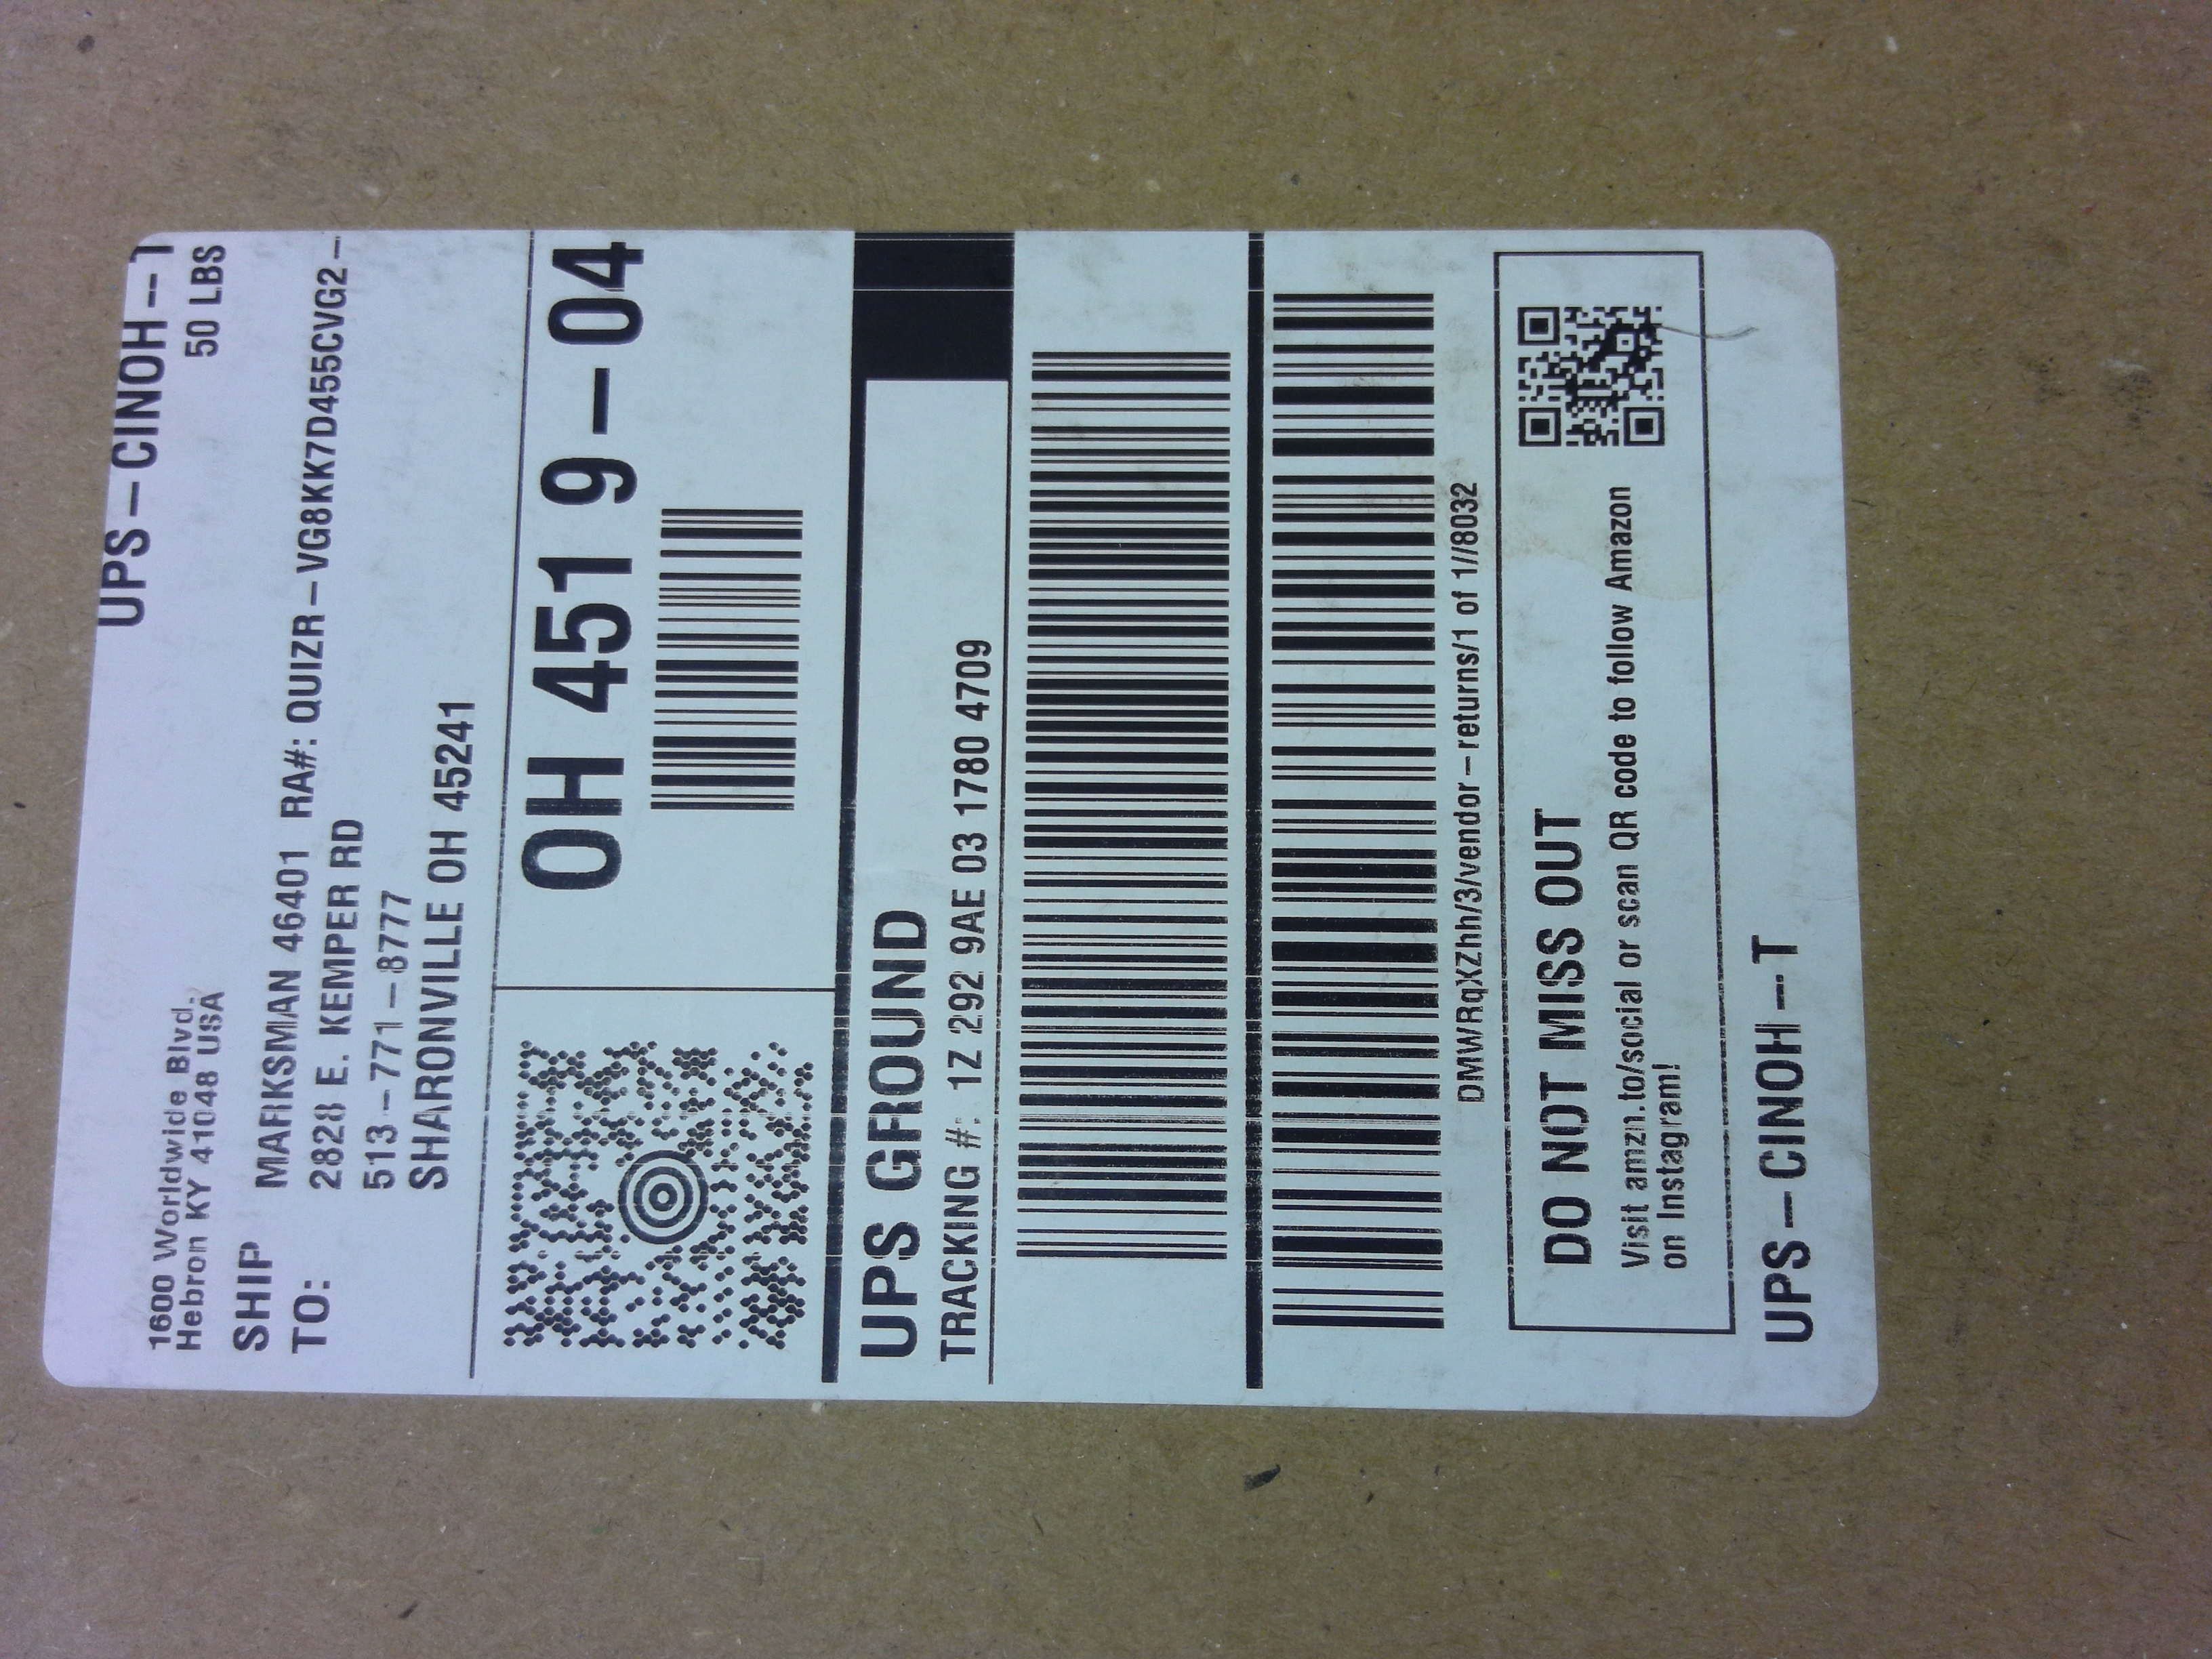 UPS-CINOH--T
50 LBS
1600 Worldwide Blvd.
Hebron KY 41048 USA
SHIP
TO:
MARKSMAN 46401 RA#: QUIZR-VG8KK7D455CVG2-
2828 E. KEMPER RD
513-771-8777
SHARONVILLE OH 45241
OH 451 9-04
UPS GROUND
TRACKING #: 1Z 292 9AE 03 1780 4709
DMWRqXZhh/3/vendor-returns/1 of 1//8032
DO NOT MISS OUT
Visit amzn.to/social or scan QR code to follow Amazon
on Instagram!
UPS-CINOH--T